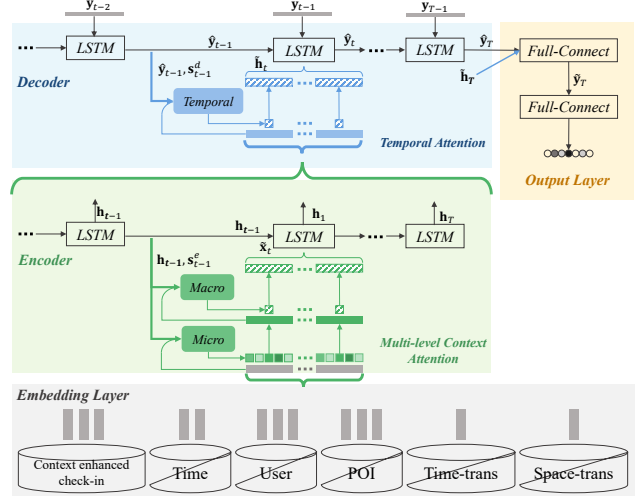 y_{t-2}
y_{t-1}
y_{T-1}
... LSTM ŷ_{t-1} LSTM ŷ_t ... LSTM ŷ_T Full-Connect
ŷ_{t-1}, s^d_{t-1}
h̃_t
h̃_T
ỹ_T
Decoder
Temporal
...
...
...
Full-Connect
Temporal Attention
Output Layer
h_{t-1}
h_1
h_T
... LSTM h_{t-1} LSTM ... LSTM
x̃_t
Encoder
h_{t-1}, s^e_{t-1}
...
Macro
...
...
Micro
Multi-level Context
Attention
...
...
Embedding Layer
Context enhanced
check-in
Time
User
POI
Time-trans
Space-trans